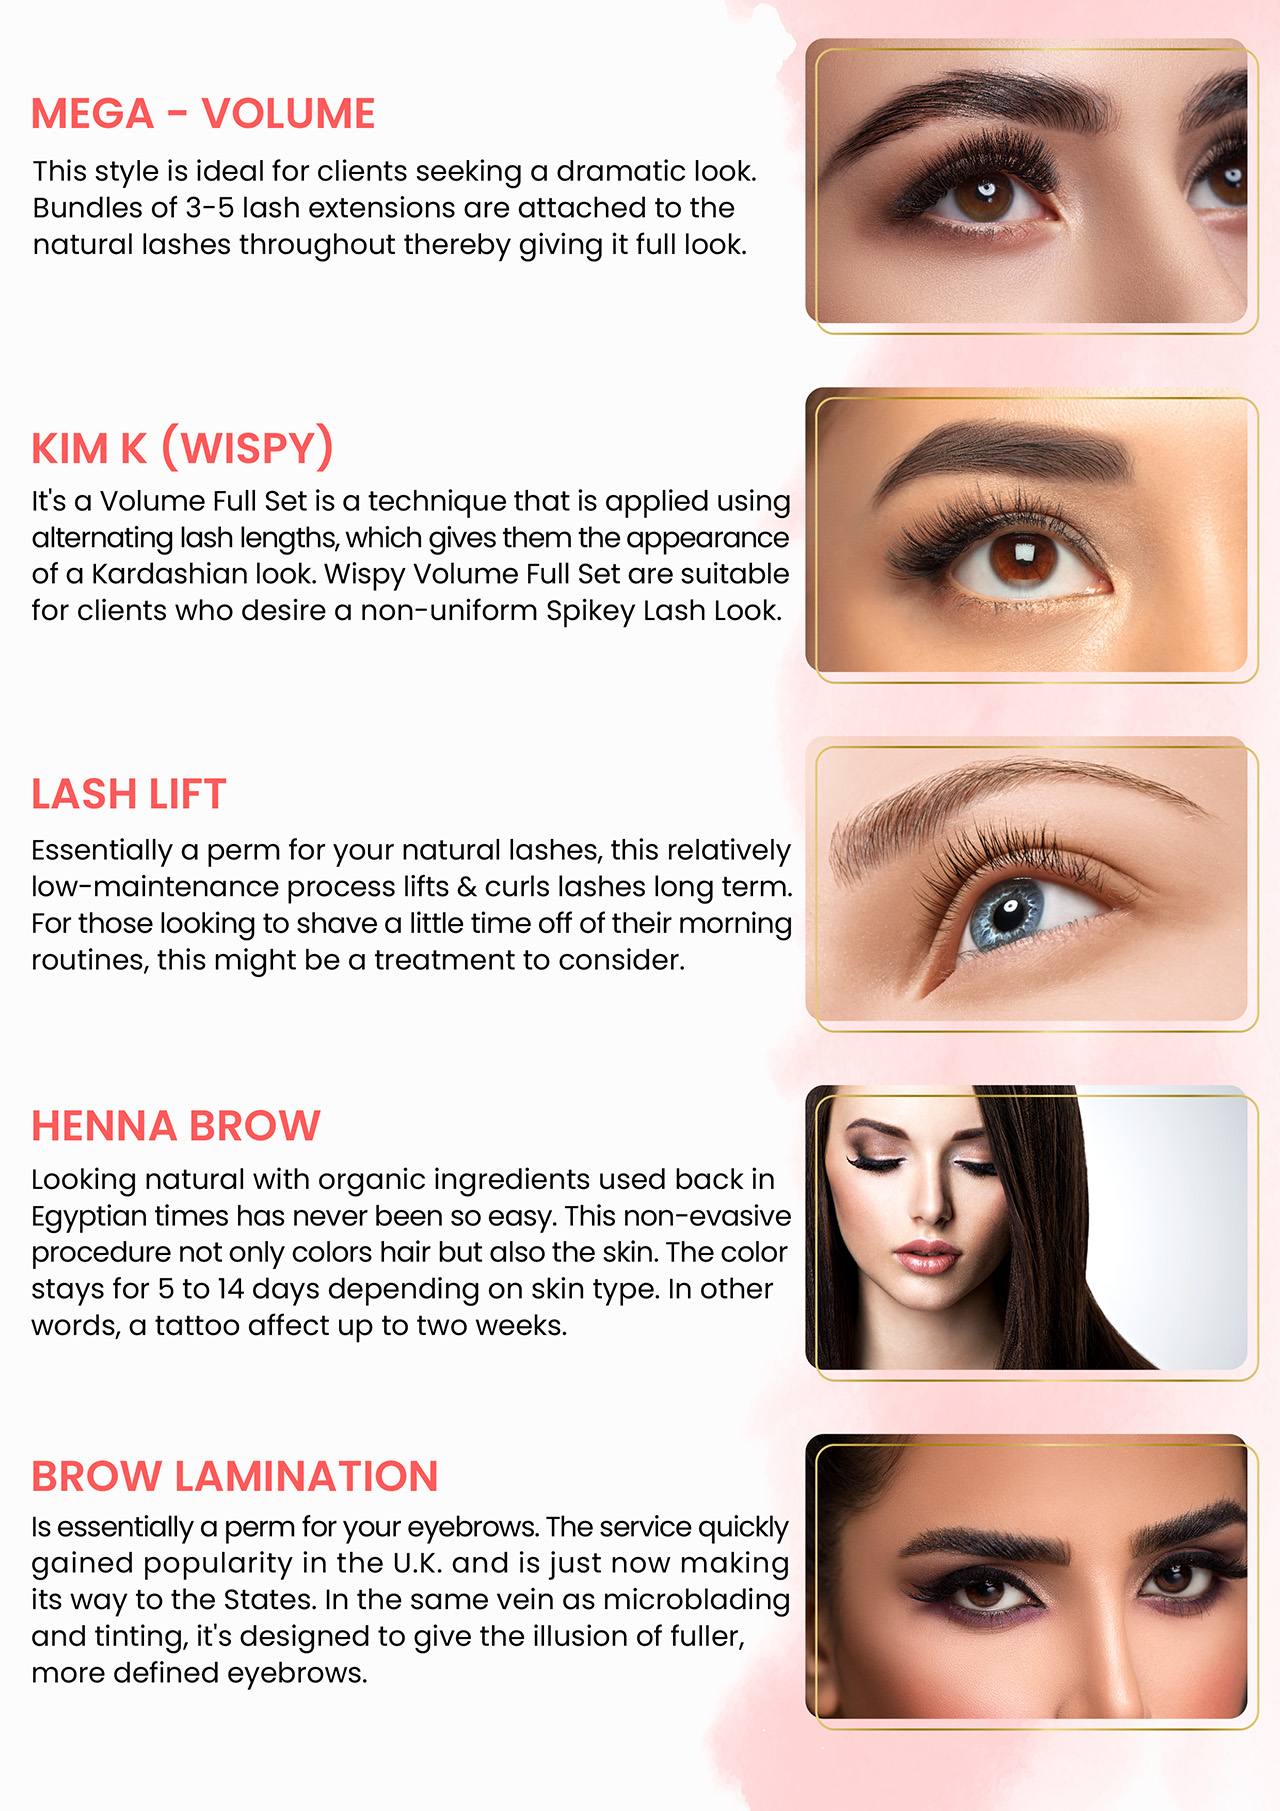 MEGA - VOLUME
This style is ideal for clients seeking a dramatic look.
Bundles of 3-5 lash extensions are attached to the
natural lashes throughout thereby giving it full look.
KIM K (WISPY)
It's a Volume Full Set is a technique that is applied using
alternating lash lengths, which gives them the appearance
of a Kardashian look. Wispy Volume Full Set are suitable
for clients who desire a non-uniform Spikey Lash Look.
LASH LIFT
Essentially a perm for your natural lashes, this relatively
low-maintenance process lifts & curls lashes long term.
For those looking to shave a little time off of their morning
routines, this might be a treatment to consider.
HENNA BROW
Looking natural with organic ingredients used back in
Egyptian times has never been so easy. This non-evasive
procedure not only colors hair but also the skin. The color
stays for 5 to 14 days depending on skin type. In other
words, a tattoo affect up to two weeks.
BROW LAMINATION
Is essentially a perm for your eyebrows. The service quickly
gained popularity in the U.K. and is just now making
its way to the States. In the same vein as microblading
and tinting, it's designed to give the illusion of fuller,
more defined eyebrows.